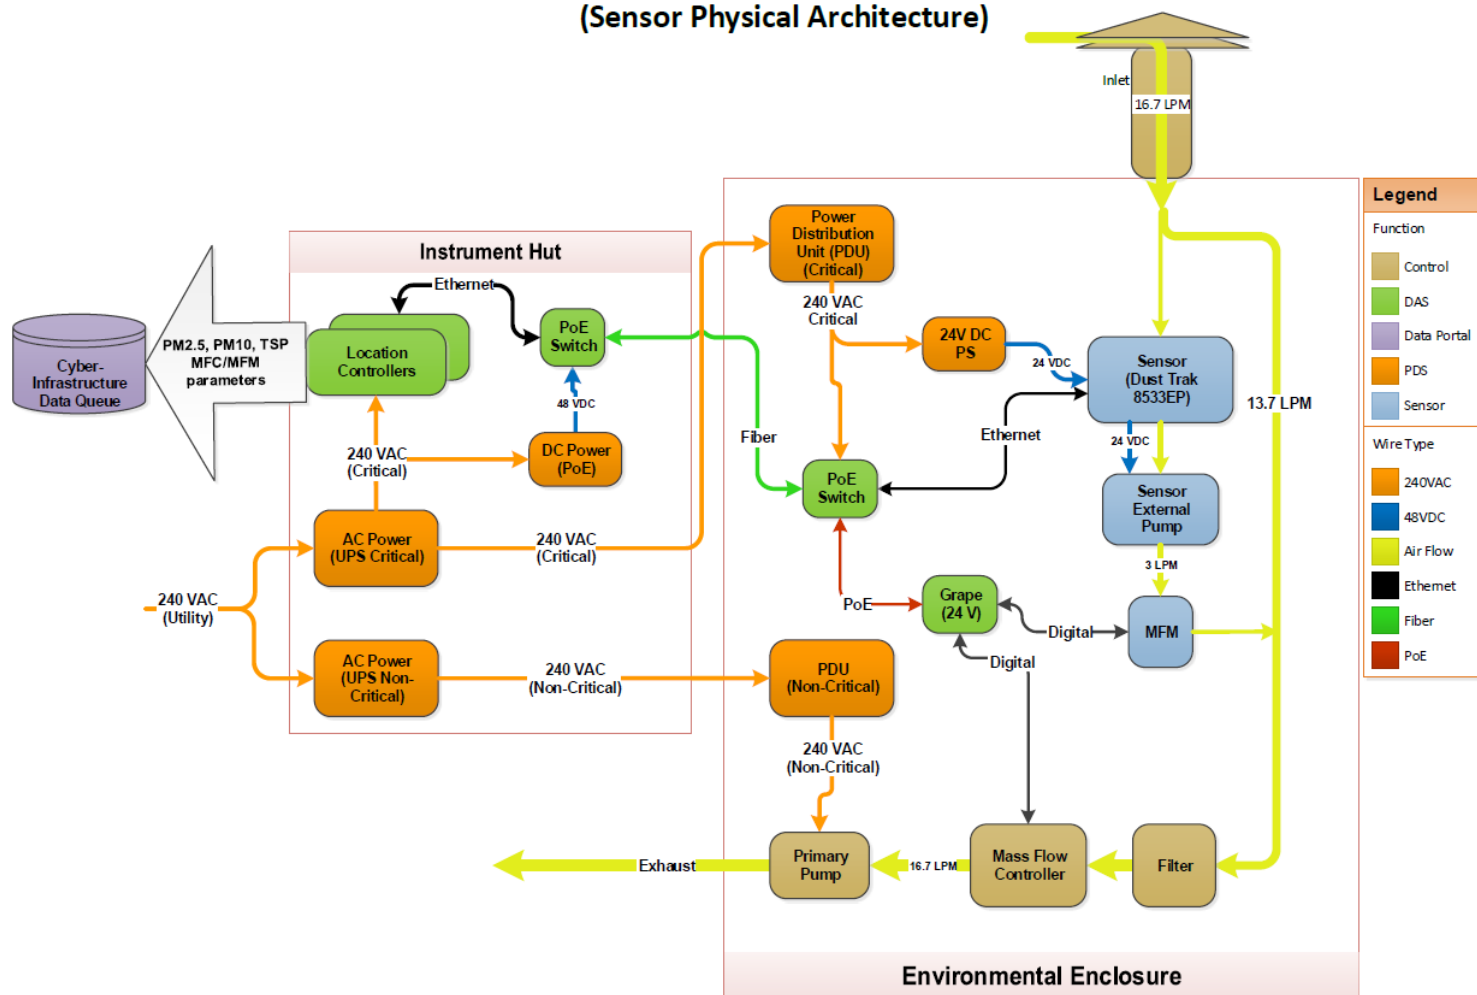 (Sensor Physical Architecture)
Inlet
16.7 LPM
Legend
Function
Control
DAS
Data Portal
PDS
Sensor
Wire Type
240VAC
48VDC
Air Flow
Ethernet
Fiber
PoE
Instrument Hut
Ethernet
PoE
Switch
Location
Controllers
PM2.5, PM10, TSP
MFC/MFM
parameters
Cyber-
Infrastructure
Data Queue
48 VDC
240 VAC
(Critical)
DC Power
(PoE)
AC Power
(UPS Critical)
240 VAC
(Critical)
240 VAC
(Utility)
AC Power
(UPS Non-
Critical)
240 VAC
(Non-Critical)
Power
Distribution
Unit (PDU)
(Critical)
240 VAC
Critical
24V DC
PS
24 VDC
Sensor
(Dust Trak
8533EP)
13.7 LPM
Fiber
Ethernet
24 VDC
PoE
Switch
Sensor
External
Pump
3 LPM
PoE
Grape
(24 V)
Digital
MFM
Digital
PDU
(Non-Critical)
240 VAC
(Non-Critical)
Exhaust
Primary
Pump
16.7 LPM
Mass Flow
Controller
Filter
Environmental Enclosure